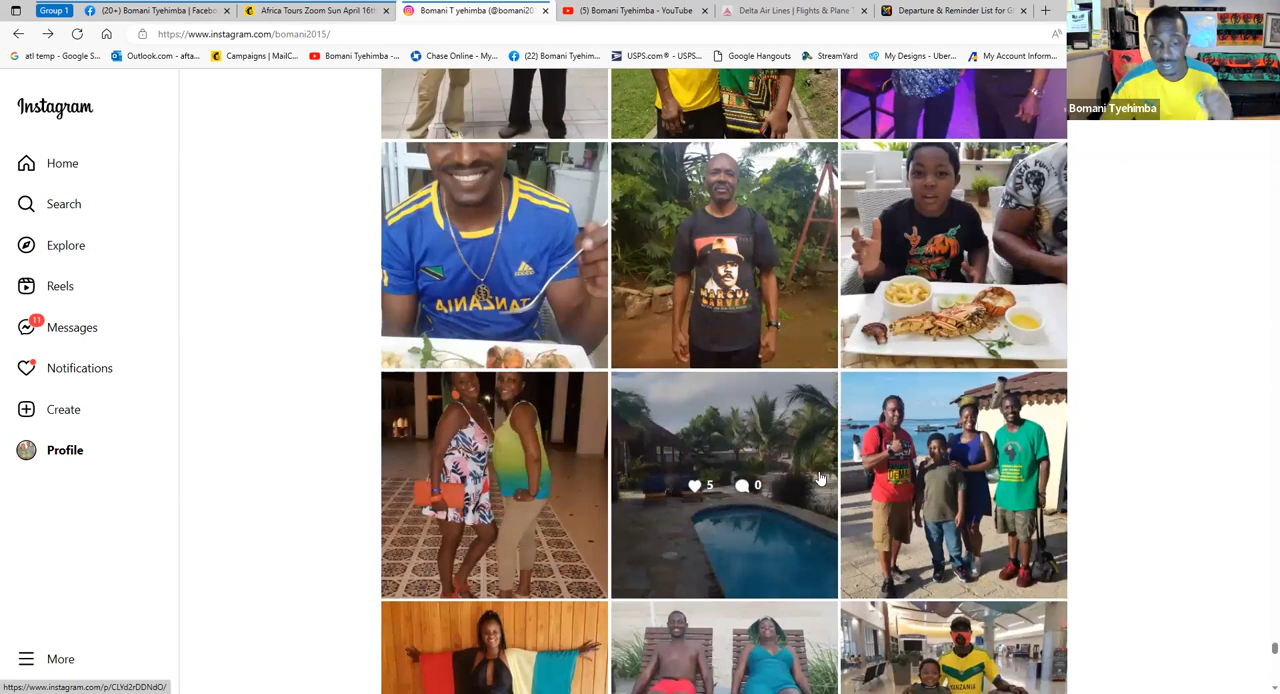 Group 1
(20+) Bomani Tyehimba | Facebo
Africa Tours Zoom Sun April 16th
Bomani T yehimba (@bomani20
(5) Bomani Tyehimba - YouTube
Delta Air Lines | Flights & Plane T
Departure & Reminder List for G
https://www.instagram.com/bomani2015/
atl temp - Google S...
Outlook.com - afta...
Campaigns | MailC...
Bomani Tyehimba -...
Chase Online - My...
(22) Bomani Tyehim...
USPS.com® - USPS...
Google Hangouts
StreamYard
My Designs - Uber...
My Account Inform...
Bomani Tyehimba
Instagram
Home
Search
Explore
Reels
11
Messages
Notifications
Create
Profile
More
TANZANIA
MARCUS
GARVEY
5
0
TANZANIA
https://www.instagram.com/p/CLYd2rDDNdO/